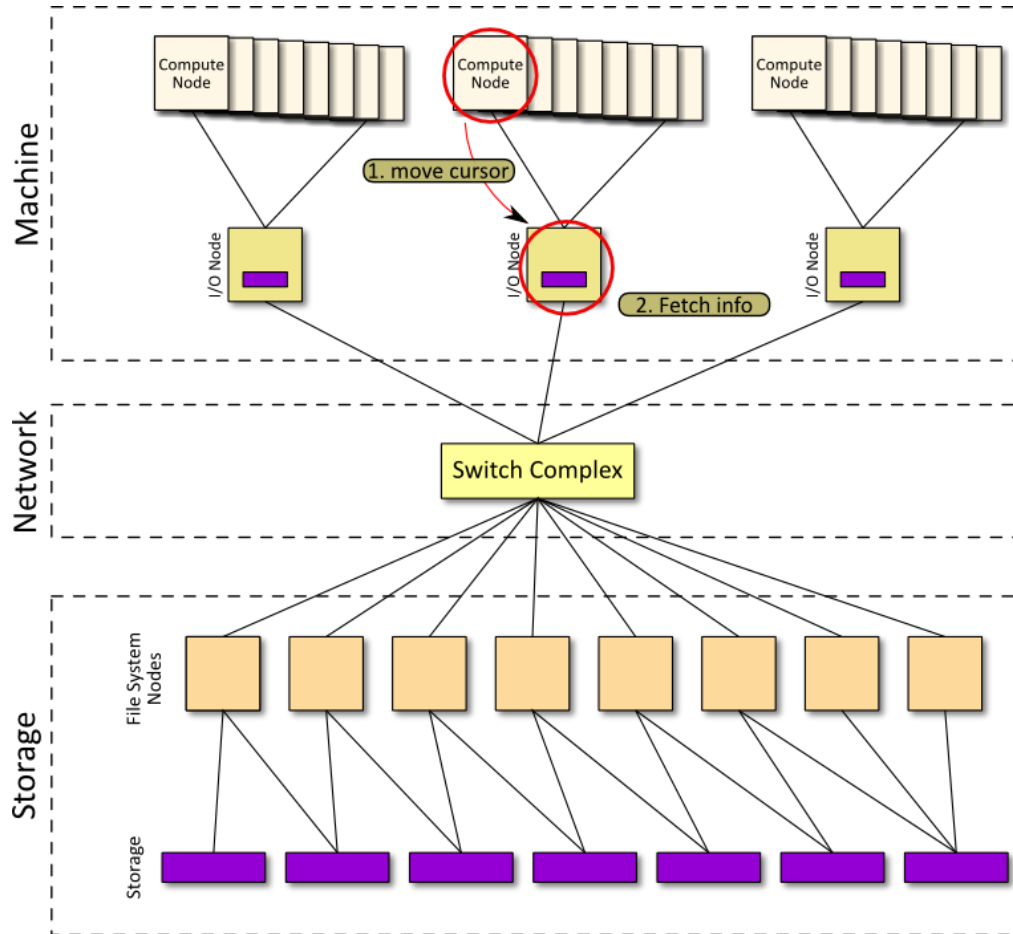 Machine
Compute
Node
Compute
Node
Compute
Node
1. move cursor
I/O Node
I/O Node
I/O Node
2. Fetch info
Network
Switch Complex
Storage
File System
Nodes
Storage